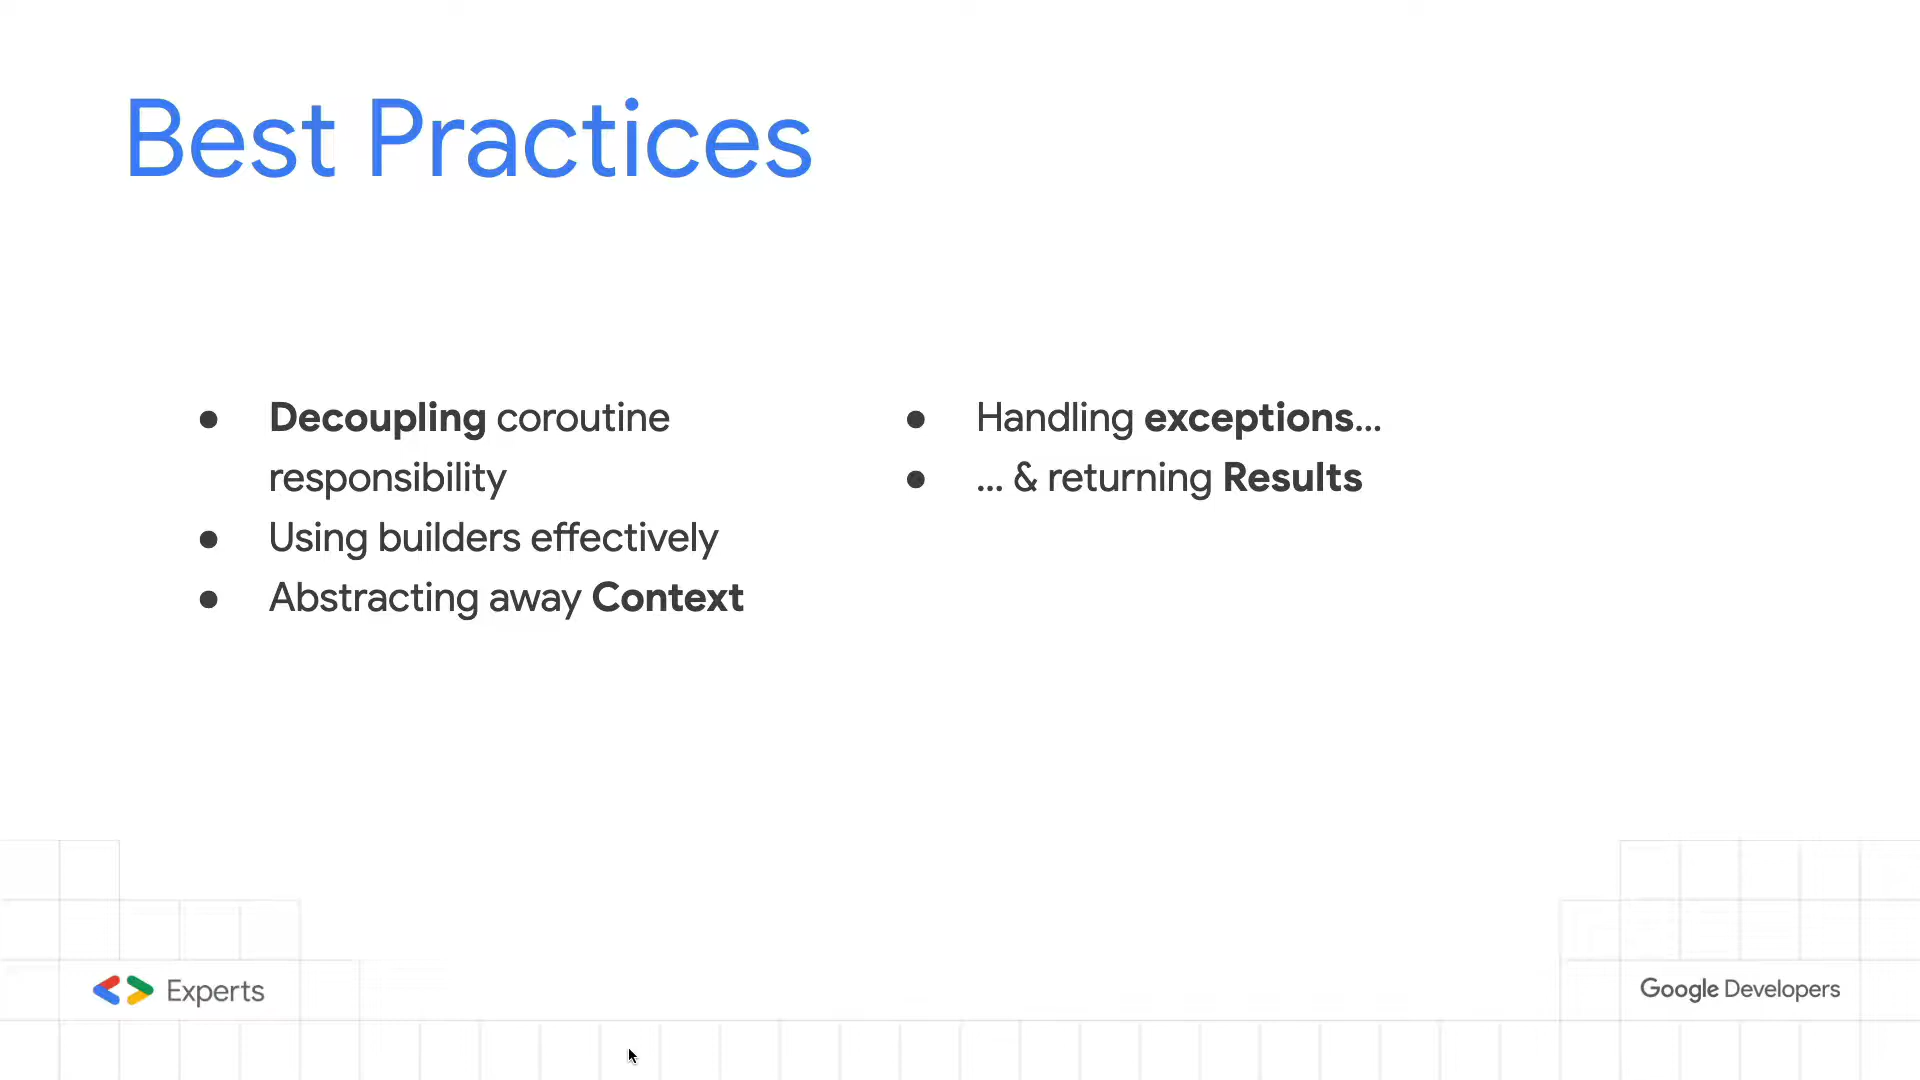 Best Practices
● Decoupling coroutine
responsibility
● Using builders effectively
● Abstracting away Context
● Handling exceptions...
● ... & returning Results
Experts
Google Developers